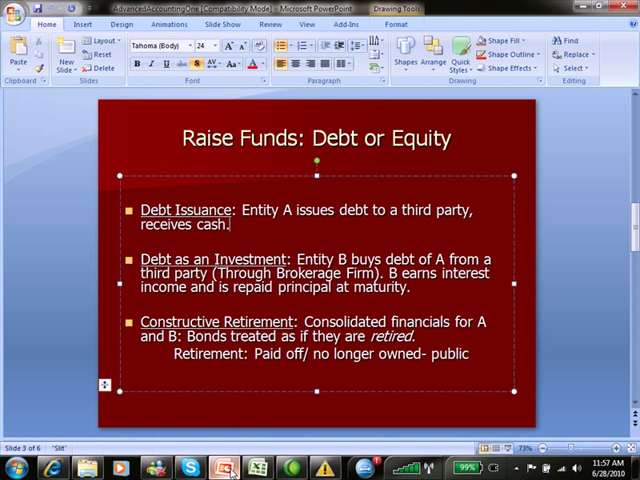 AdvancedAccountingOne [Compatibility Mode] - Microsoft PowerPoint
Drawing Tools
Home
Insert
Design
Animations
Slide Show
Review
View
Add-Ins
Format
Paste
New Slide
Layout
Reset
Delete
Tahoma (Body)
24
Shapes
Arrange
Quick Styles
Shape Fill
Shape Outline
Shape Effects
Find
Replace
Select
Clipboard
Slides
Font
Paragraph
Drawing
Editing
Raise Funds: Debt or Equity
Debt Issuance: Entity A issues debt to a third party,
receives cash.
Debt as an Investment: Entity B buys debt of A from a
third party (Through Brokerage Firm). B earns interest
income and is repaid principal at maturity.
Constructive Retirement: Consolidated financials for A
and B: Bonds treated as if they are retired.
Retirement: Paid off/ no longer owned- public
Slide 3 of 6
"Slit"
73%
99%
11:57 AM
6/28/2010